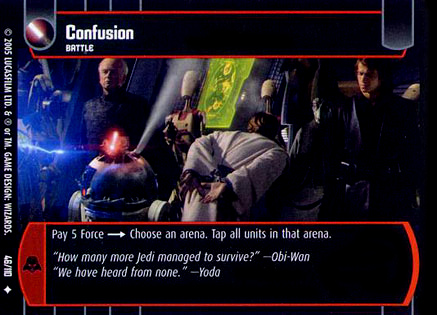 Confusion
BATTLE
Pay 5 Force → Choose an arena. Tap all units in that arena.
"How many more Jedi managed to survive?" —Obi-Wan
"We have heard from none." —Yoda
© 2005 LUCASFILM LTD. & ® or TM. GAME DESIGN: WIZARDS.
46/110